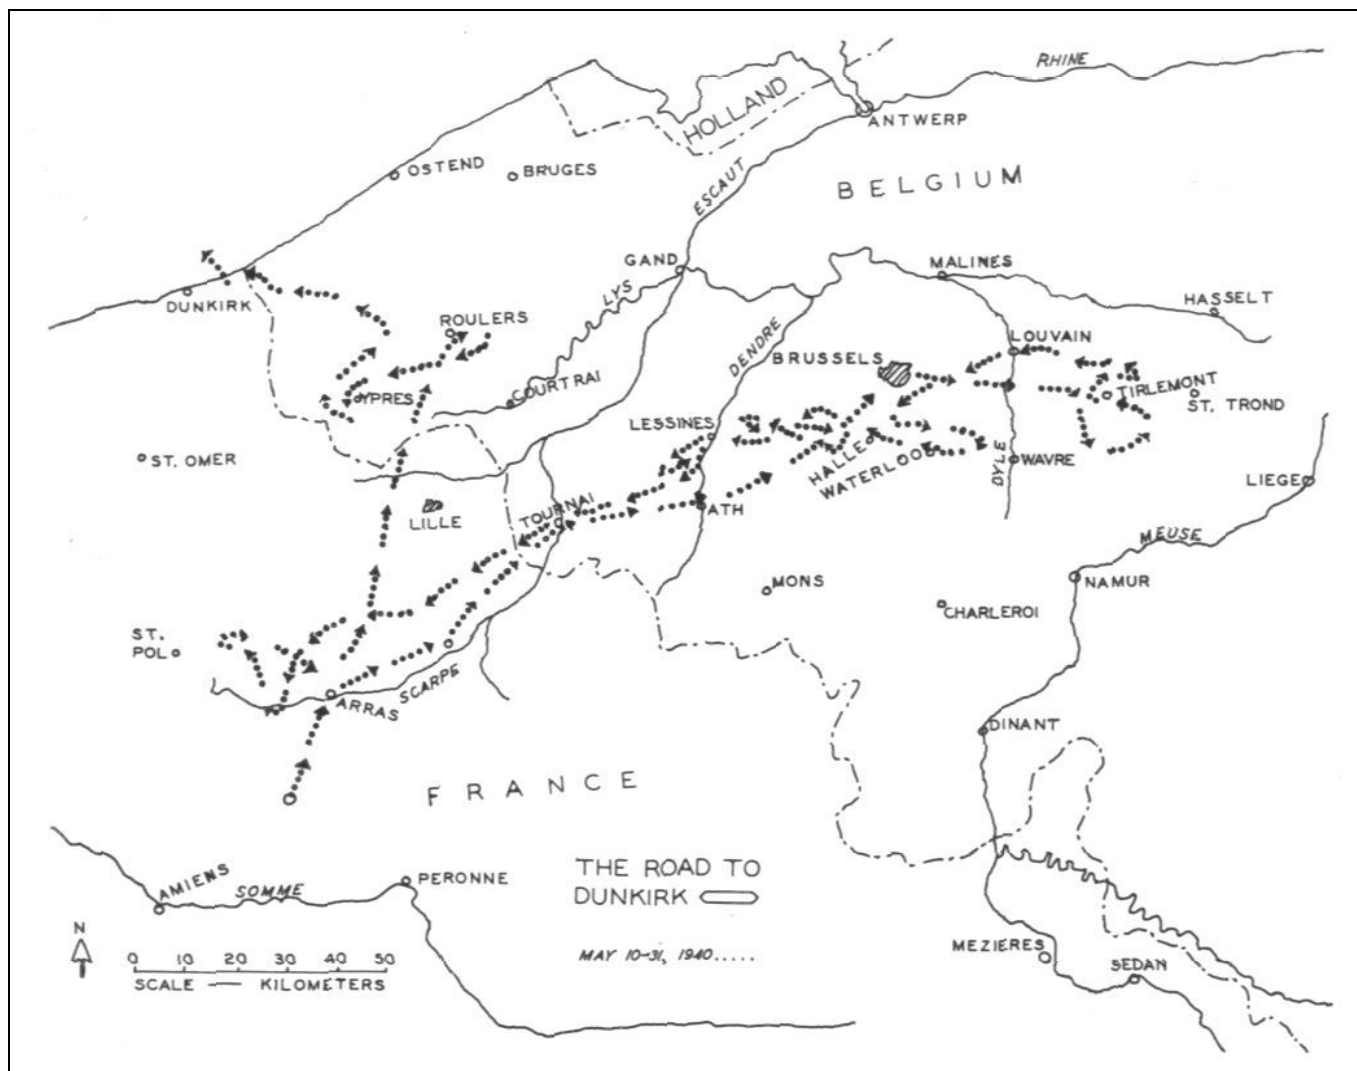 RHINE
HOLLAND
ANTWERP
OSTEND
BRUGES
ESCAUT
BELGIUM
GAND
MALINES
LYS
HASSELT
DUNKIRK
ROULERS
DENDRE
LOUVAIN
BRUSSELS
YPRES
COURTRAI
TIRLEMONT
ST. TROND
LESSINES
ST. OMER
HALLE
WATERLOO
DYLE
WAVRE
LIEGE
LILLE
TOURNAI
ATH
MEUSE
MONS
NAMUR
CHARLEROI
ST.
POL
SCARPE
ARRAS
DINANT
FRANCE
THE ROAD TO
DUNKIRK
AMIENS
SOMME
PERONNE
N
MAY 10-31, 1940.....
MEZIERES
SEDAN
0 10 20 30 40 50
SCALE — KILOMETERS